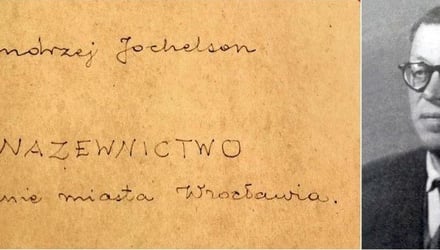 ndrzej Jochelson
NAZEWNICTWO
nie miasta Wrocławia.